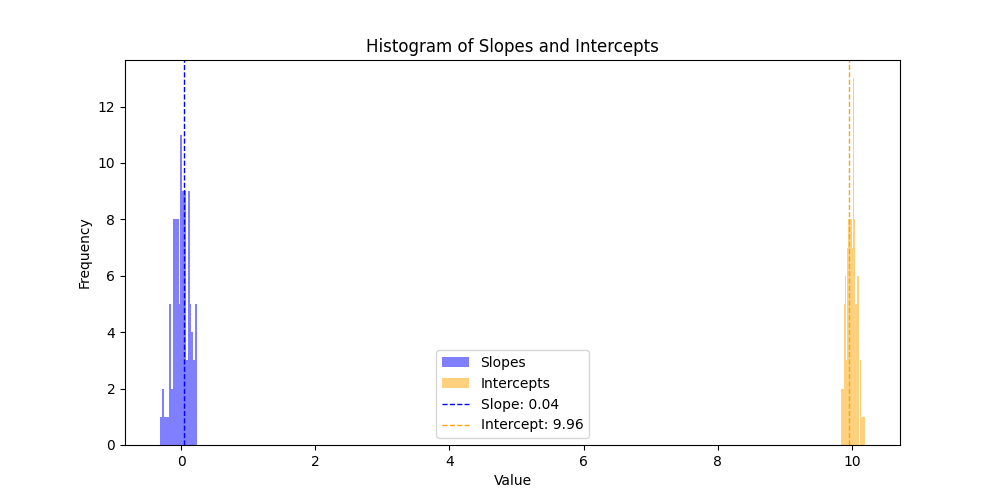 Histogram of Slopes and Intercepts
Frequency
12
10
8
6
4
2
0
Slopes
Intercepts
Slope: 0.04
Intercept: 9.96
0 2 4 6 8 10
Value